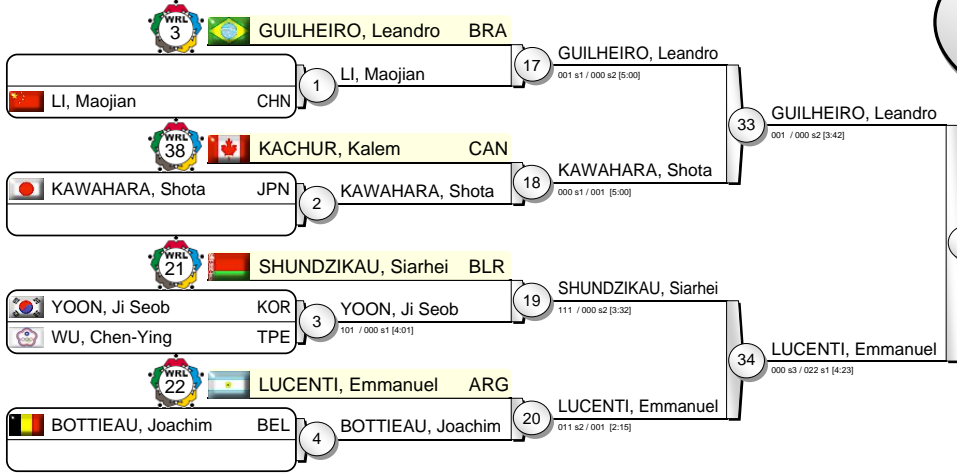 WRL 3 GUILHEIRO, Leandro BRA
LI, Maojian CHN
1 LI, Maojian
17 GUILHEIRO, Leandro
001 s1 / 000 s2 [5:00]
WRL 38 KACHUR, Kalem CAN
KAWAHARA, Shota JPN
2 KAWAHARA, Shota
18 KAWAHARA, Shota
000 s1 / 001 [5:00]
33 GUILHEIRO, Leandro
001 / 000 s2 [3:42]
WRL 21 SHUNDZIKAU, Siarhei BLR
YOON, Ji Seob KOR
WU, Chen-Ying TPE
3 YOON, Ji Seob
101 / 000 s1 [4:01]
19 SHUNDZIKAU, Siarhei
111 / 000 s2 [3:32]
WRL 22 LUCENTI, Emmanuel ARG
BOTTIEAU, Joachim BEL
4 BOTTIEAU, Joachim
20 LUCENTI, Emmanuel
011 s2 / 001 [2:15]
34 LUCENTI, Emmanuel
000 s3 / 022 s1 [4:23]